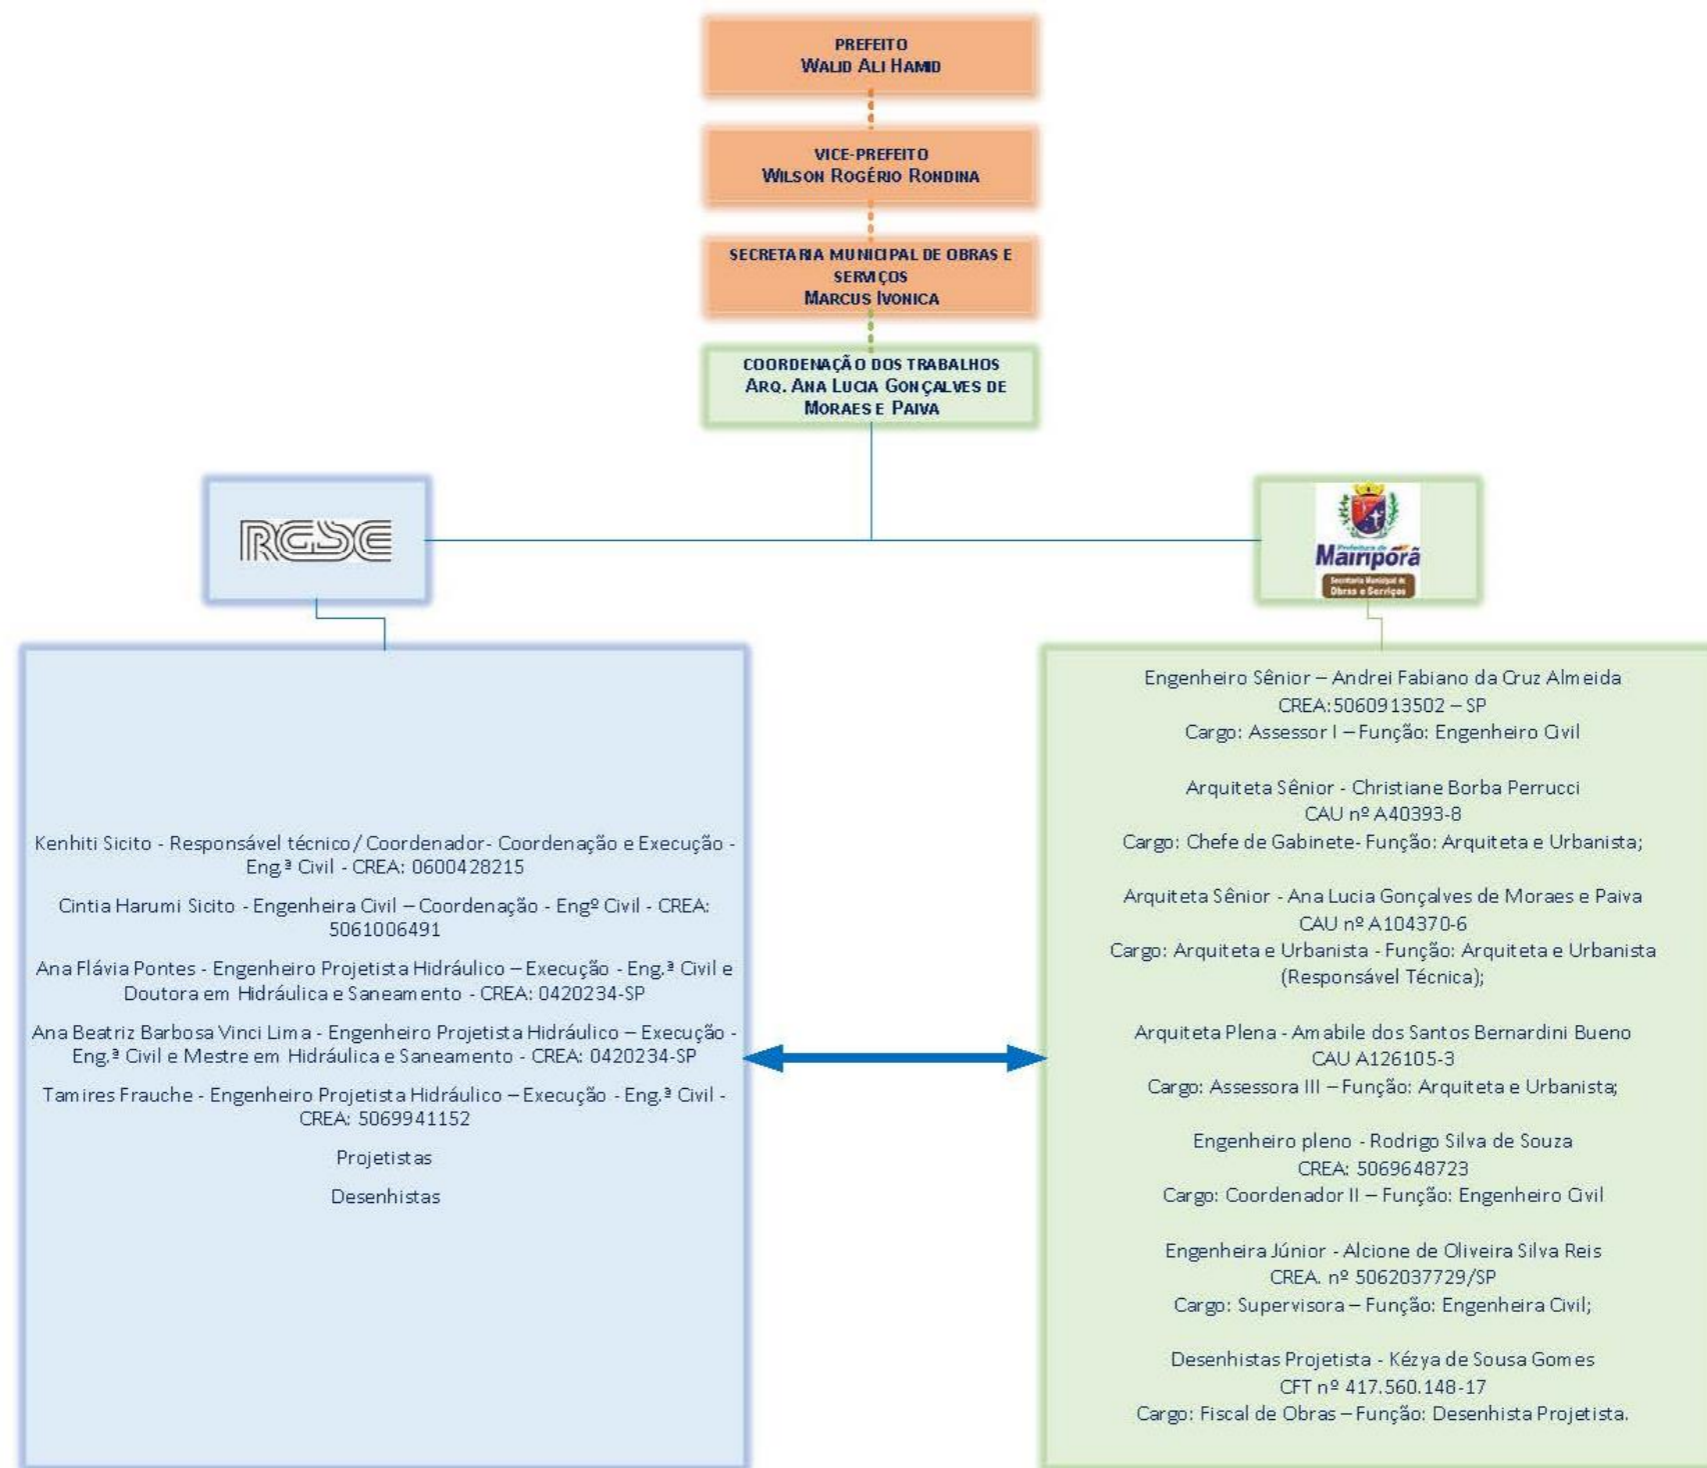 PREFEITO
WALID ALI HAMID
VICE-PREFEITO
WILSON ROGÉRIO RONDINA
SECRETARIA MUNICIPAL DE OBRAS E
SERVIÇOS
MARCUS IVONICA
COORDENAÇÃO DOS TRABALHOS
ARQ. ANA LUCIA GONÇALVES DE
MORAES E PAIVA
RGSE
Prefeitura de
Mairiporã
Secretaria Municipal de
Obras e Serviços
Kenhiti Sicito - Responsável técnico/ Coordenador- Coordenação e Execução -
Eng.ª Civil - CREA: 0600428215
Cintia Harumi Sicito - Engenheira Civil – Coordenação - Engº Civil - CREA:
5061006491
Ana Flávia Pontes - Engenheiro Projetista Hidráulico – Execução - Eng.ª Civil e
Doutora em Hidráulica e Saneamento - CREA: 0420234-SP
Ana Beatriz Barbosa Vinci Lima - Engenheiro Projetista Hidráulico – Execução -
Eng.ª Civil e Mestre em Hidráulica e Saneamento - CREA: 0420234-SP
Tamires Frauche - Engenheiro Projetista Hidráulico – Execução - Eng.ª Civil -
CREA: 5069941152
Projetistas
Desenhistas
Engenheiro Sênior – Andrei Fabiano da Cruz Almeida
CREA:5060913502 – SP
Cargo: Assessor I – Função: Engenheiro Civil
Arquiteta Sênior - Christiane Borba Perrucci
CAU nº A40393-8
Cargo: Chefe de Gabinete- Função: Arquiteta e Urbanista;
Arquiteta Sênior - Ana Lucia Gonçalves de Moraes e Paiva
CAU nº A104370-6
Cargo: Arquiteta e Urbanista - Função: Arquiteta e Urbanista
(Responsável Técnica);
Arquiteta Plena - Amabile dos Santos Bernardini Bueno
CAU A126105-3
Cargo: Assessora III – Função: Arquiteta e Urbanista;
Engenheiro pleno - Rodrigo Silva de Souza
CREA: 5069648723
Cargo: Coordenador II – Função: Engenheiro Civil
Engenheira Júnior - Alcione de Oliveira Silva Reis
CREA. nº 5062037729/SP
Cargo: Supervisora – Função: Engenheira Civil;
Desenhistas Projetista - Kézya de Sousa Gomes
CFT nº 417.560.148-17
Cargo: Fiscal de Obras – Função: Desenhista Projetista.